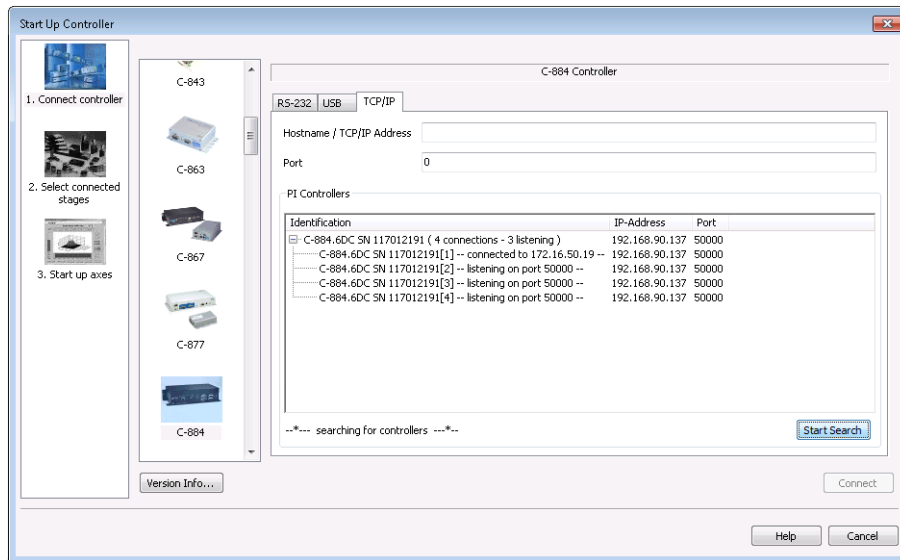 Start Up Controller
1. Connect controller
2. Select connected
stages
3. Start up axes
C-843
C-863
C-867
C-877
C-884
C-884 Controller
RS-232 USB TCP/IP
Hostname / TCP/IP Address
Port 0
PI Controllers
Identification IP-Address Port
C-884.6DC SN 117012191 ( 4 connections - 3 listening ) 192.168.90.137 50000
C-884.6DC SN 117012191[1] -- connected to 172.16.50.19 -- 192.168.90.137 50000
C-884.6DC SN 117012191[2] -- listening on port 50000 -- 192.168.90.137 50000
C-884.6DC SN 117012191[3] -- listening on port 50000 -- 192.168.90.137 50000
C-884.6DC SN 117012191[4] -- listening on port 50000 -- 192.168.90.137 50000
--*--- searching for controllers ---*-- Start Search
Version Info... Connect
Help Cancel